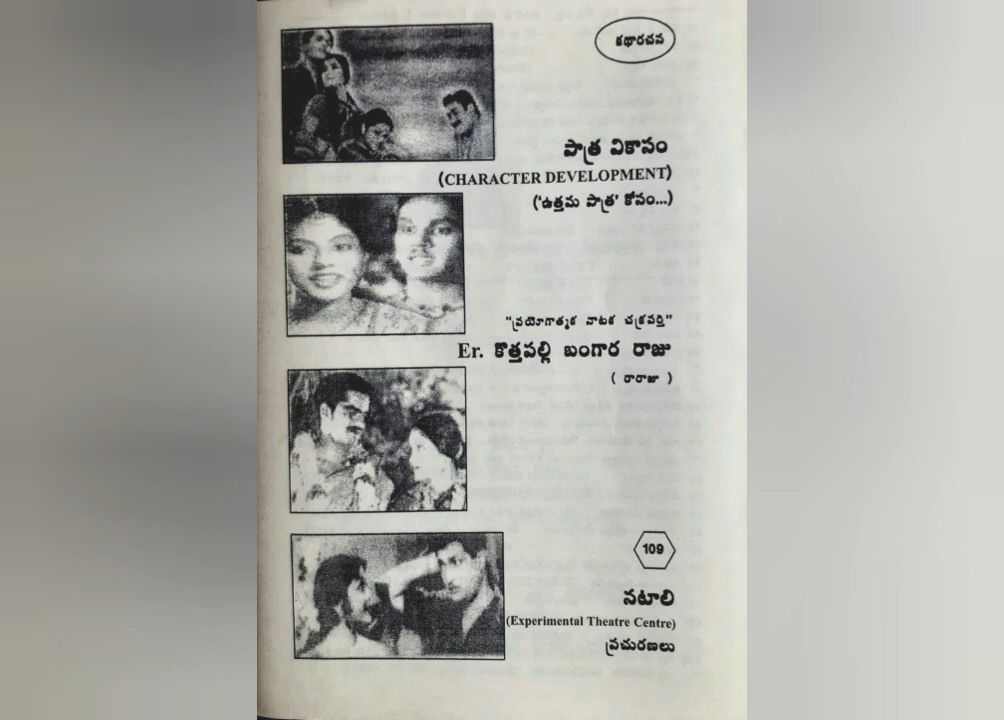 కథారచన
పాత్ర వికాసం
(CHARACTER DEVELOPMENT)
('ఉత్తమ పాత్ర' కోసం...)
"ప్రయోగాత్మక నాటక చక్రవర్తి"
Er. కొత్తపల్లి బంగార రాజు
( రారాజు )
109
నటాలి
(Experimental Theatre Centre)
ప్రచురణలు